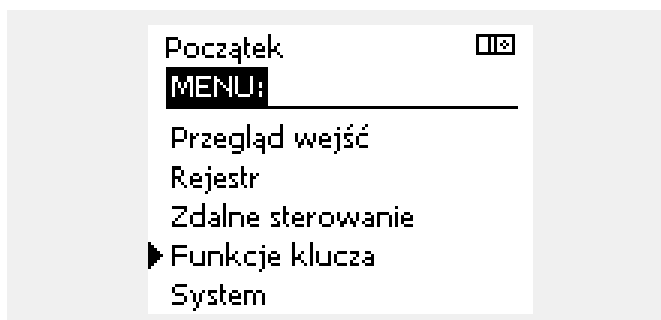 Początek
MENU:
Przegląd wejść
Rejestr
Zdalne sterowanie
Funkcje klucza
System